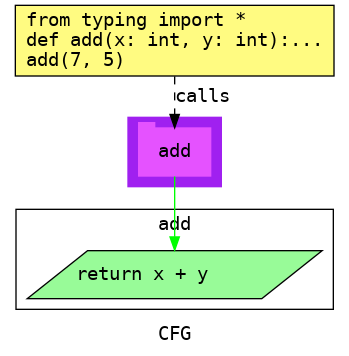 from typing import *
def add(x: int, y: int):...
add(7, 5)
calls
add
add
return x + y
CFG